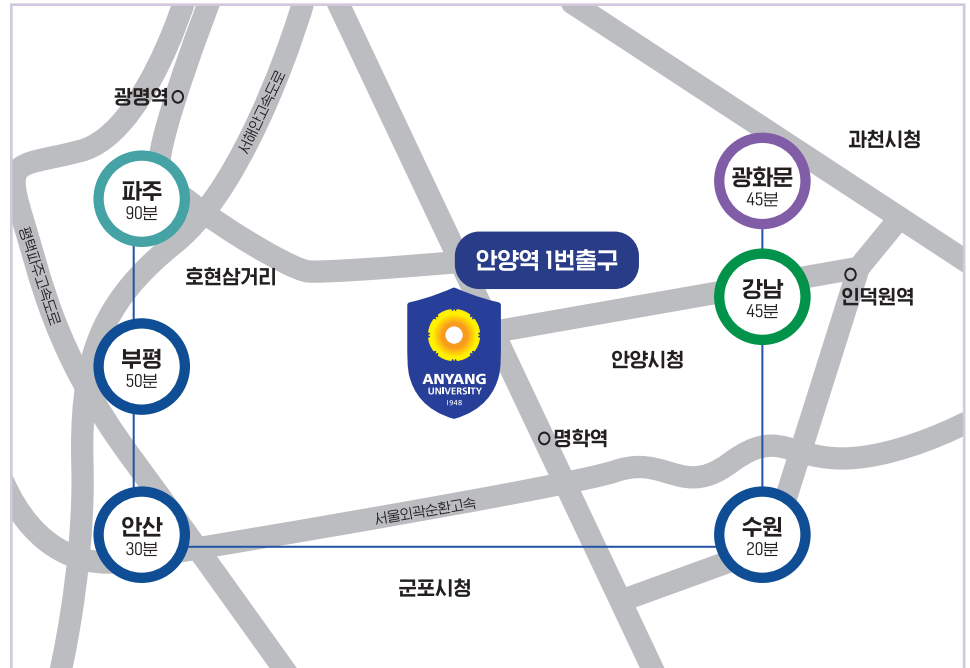 광명역
서해안고속도로
과천시청
파주
90분
광화문
45분
평택파주고속도로
호현삼거리
안양역 1번출구
강남
45분
인덕원역
ANYANG
UNIVERSITY
1948
안양시청
부평
50분
명학역
서울외곽순환고속
안산
30분
수원
20분
군포시청